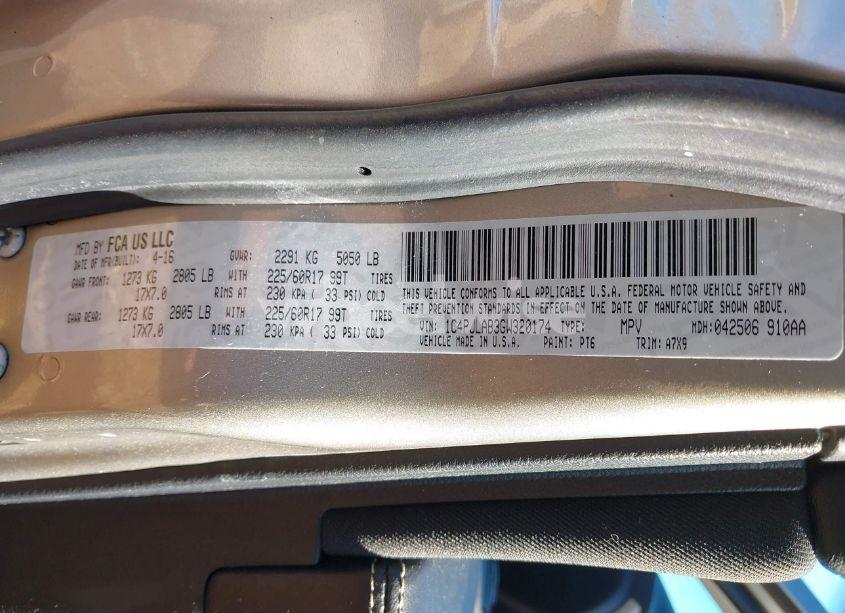 MFD BY FCA US LLC
DATE OF MFR(BUILT): 4-16 GVWR: 2291 KG 5050 LB
GAWR FRONT: 1273 KG 2805 LB WITH 225/60R17 99T TIRES
17X7.0 RIMS AT 230 KPA ( 33 PSI) COLD
GAWR REAR: 1273 KG 2805 LB WITH 225/60R17 99T TIRES
17X7.0 RIMS AT 230 KPA ( 33 PSI) COLD
THIS VEHICLE CONFORMS TO ALL APPLICABLE U.S.A. FEDERAL MOTOR VEHICLE SAFETY AND
THEFT PREVENTION STANDARDS IN EFFECT ON THE DATE OF MANUFACTURE SHOWN ABOVE.
VIN: 1C4PJLAB3GW320174 TYPE: MPV MDH: 042506 910AA
VEHICLE MADE IN U.S.A. PAINT: PT6 TRIM: A7X9